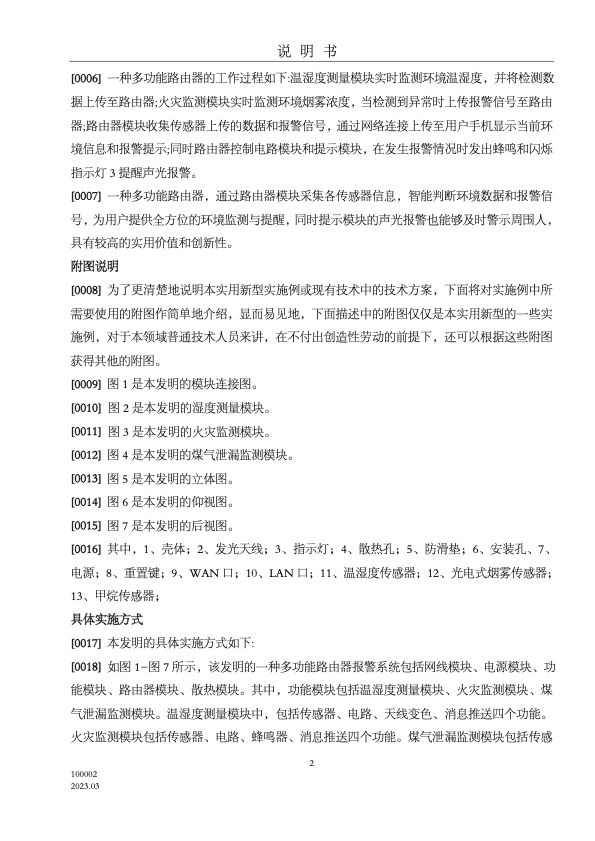 说 明 书
[0006] 一种多功能路由器的工作过程如下:温湿度测量模块实时监测环境温湿度，并将检测数
据上传至路由器;火灾监测模块实时监测环境烟雾浓度，当检测到异常时上传报警信号至路由
器;路由器模块收集传感器上传的数据和报警信号，通过网络连接上传至用户手机显示当前环
境信息和报警提示;同时路由器控制电路模块和提示模块，在发生报警情况时发出蜂鸣和闪烁
指示灯 3 提醒声光报警。
[0007] 一种多功能路由器，通过路由器模块采集各传感器信息，智能判断环境数据和报警信
号，为用户提供全方位的环境监测与提醒，同时提示模块的声光报警也能够及时警示周围人，
具有较高的实用价值和创新性。
附图说明
[0008] 为了更清楚地说明本实用新型实施例或现有技术中的技术方案，下面将对实施例中所
需要使用的附图作简单地介绍，显而易见地，下面描述中的附图仅仅是本实用新型的一些实
施例，对于本领域普通技术人员来讲，在不付出创造性劳动的前提下，还可以根据这些附图
获得其他的附图。
[0009] 图 1 是本发明的模块连接图。
[0010] 图 2 是本发明的湿度测量模块。
[0011] 图 3 是本发明的火灾监测模块。
[0012] 图 4 是本发明的煤气泄漏监测模块。
[0013] 图 5 是本发明的立体图。
[0014] 图 6 是本发明的仰视图。
[0015] 图 7 是本发明的后视图。
[0016] 其中，1、壳体；2、发光天线；3、指示灯；4、散热孔；5、防滑垫；6、安装孔、7、
电源；8、重置键；9、WAN 口；10、LAN 口；11、温湿度传感器；12、光电式烟雾传感器；
13、甲烷传感器；
具体实施方式
[0017] 本发明的具体实施方式如下:
[0018] 如图 1-图 7 所示，该发明的一种多功能路由器报警系统包括网线模块、电源模块、功
能模块、路由器模块、散热模块。其中，功能模块包括温湿度测量模块、火灾监测模块、煤
气泄漏监测模块。温湿度测量模块中，包括传感器、电路、天线变色、消息推送四个功能。
火灾监测模块包括传感器、电路、蜂鸣器、消息推送四个功能。煤气泄漏监测模块包括传感
2
100002
2023.03